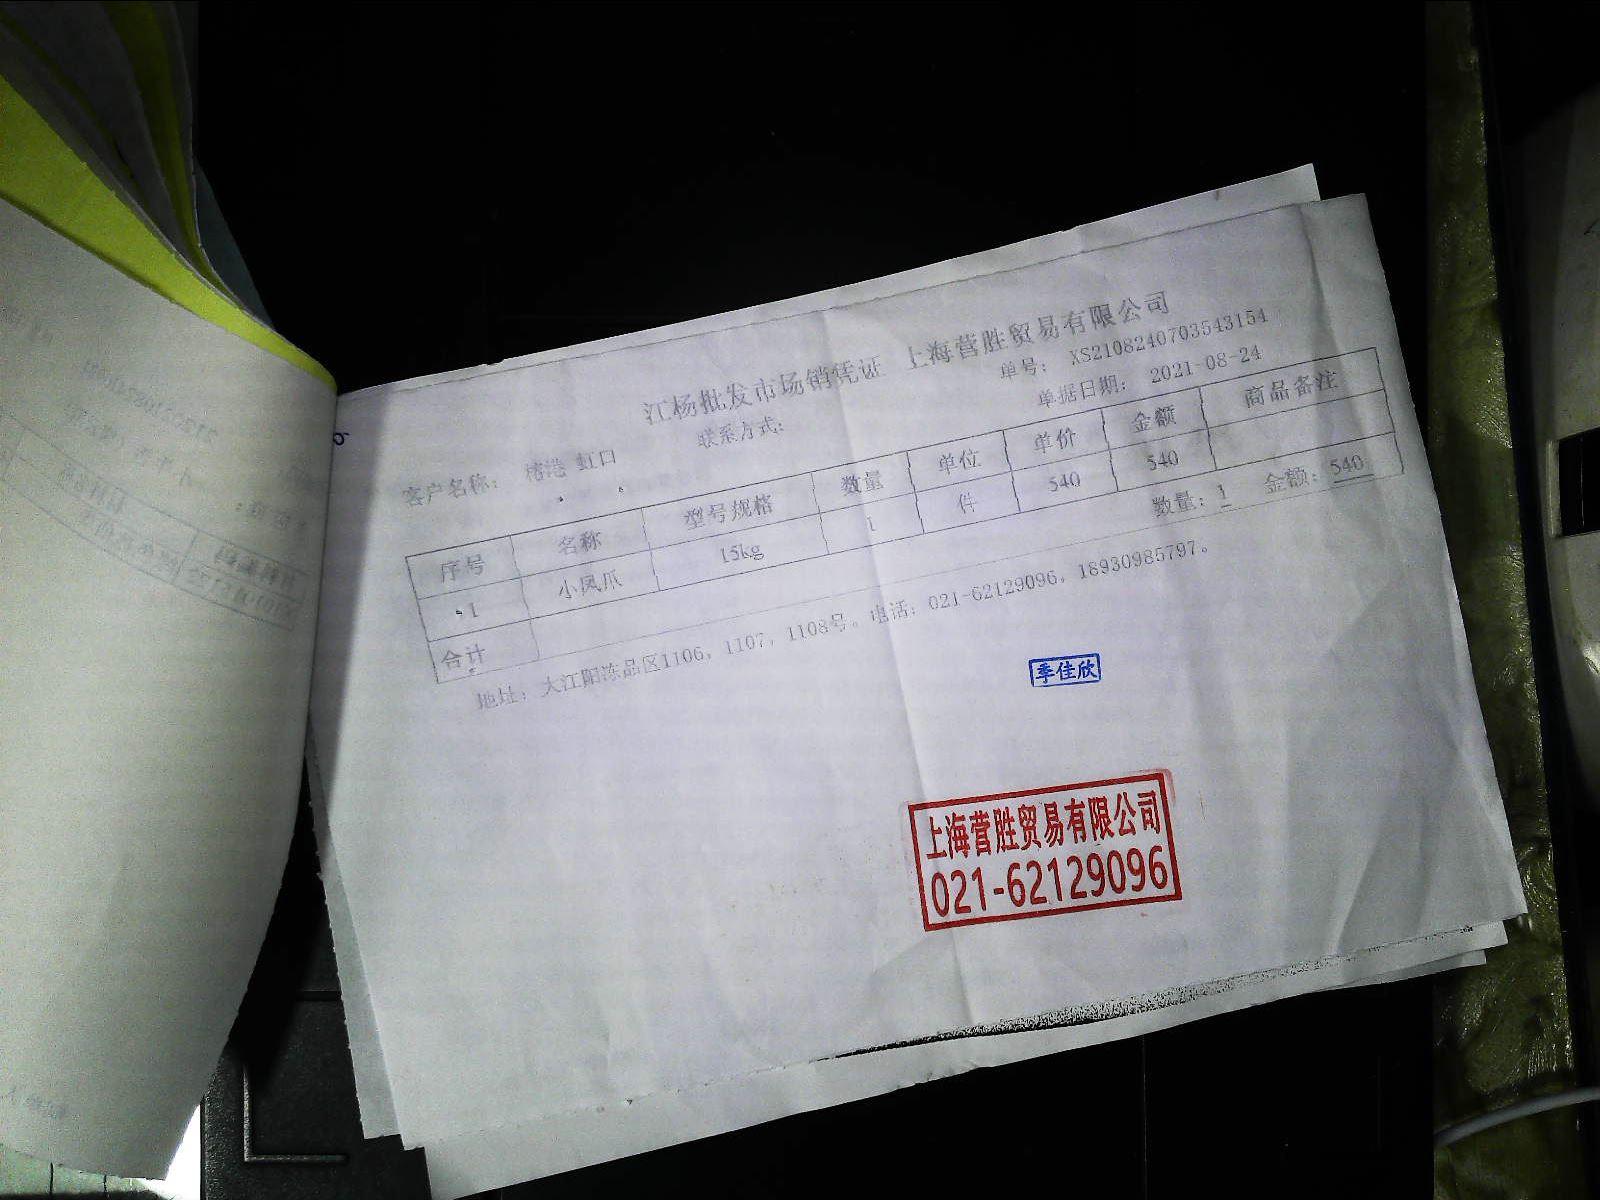 江杨批发市场销凭证 上海营胜贸易有限公司
联系方式: 单号: XS2108240703543154
客户名称: 椿港 虹口 单据日期: 2021-08-24
序号 名称 型号规格 数量 单位 单价 金额 商品备注
1 小凤爪 15kg 1 件 540 540
合计 数量: 1 金额: 540
地址: 大江阳冻品区1106, 1107, 1108号。电话: 021-62129096, 18930985797。
季佳欣
上海营胜贸易有限公司
021-62129096